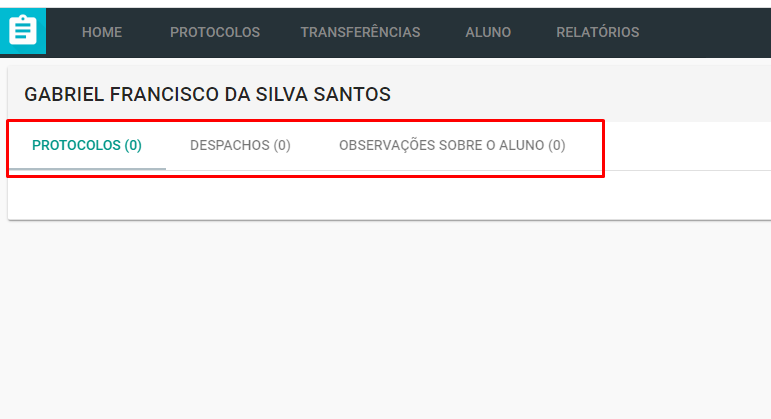 HOME PROTOCOLOS TRANSFERÊNCIAS ALUNO RELATÓRIOS
GABRIEL FRANCISCO DA SILVA SANTOS
PROTOCOLOS (0) DESPACHOS (0) OBSERVAÇÕES SOBRE O ALUNO (0)